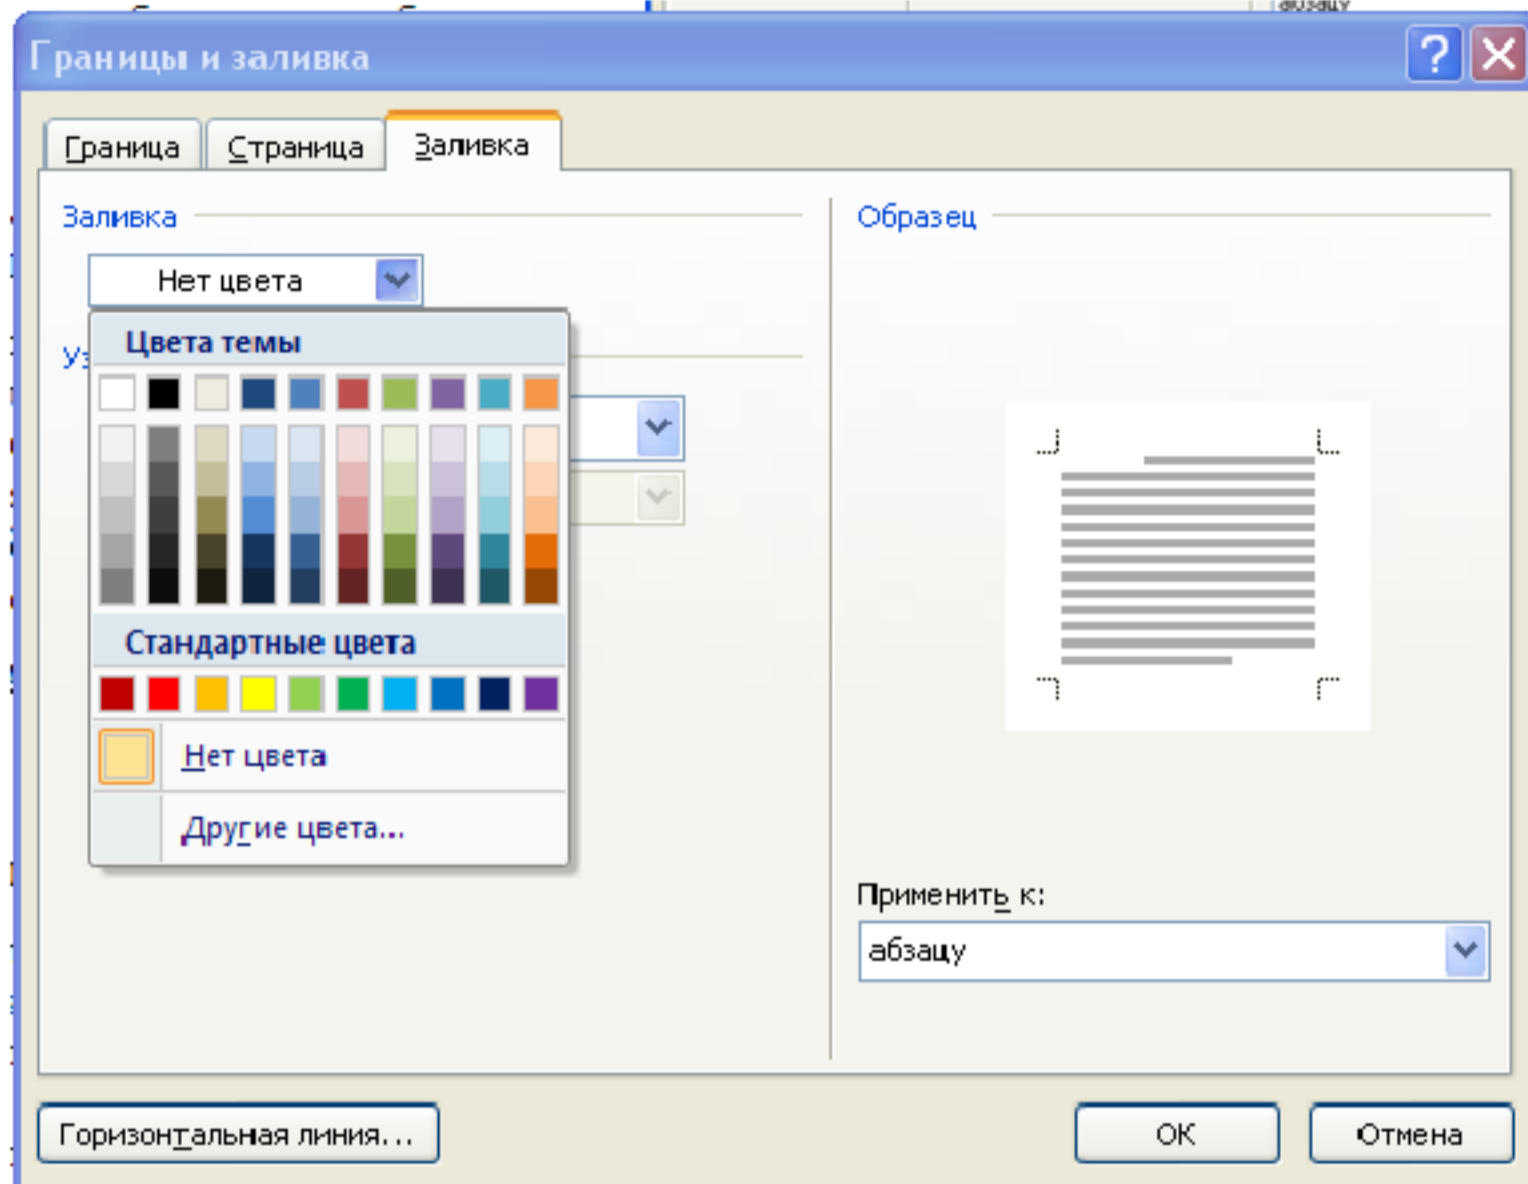 абзацу
Границы и заливка
Граница
Страница
Заливка
Заливка
Образец
Нет цвета
Цвета темы
Стандартные цвета
Нет цвета
Другие цвета...
Применить к:
абзацу
Горизонтальная линия...
ОК
Отмена